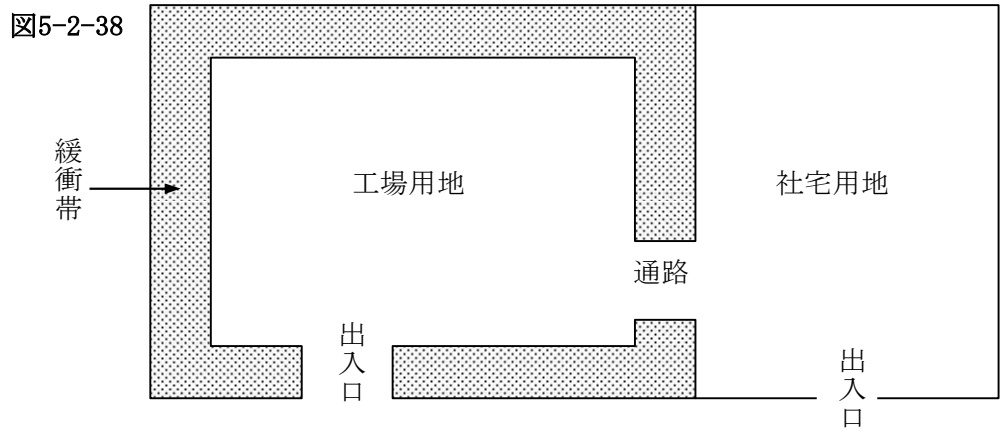 図5-2-38
緩衝帯
工場用地
社宅用地
通路
出入口
出入口